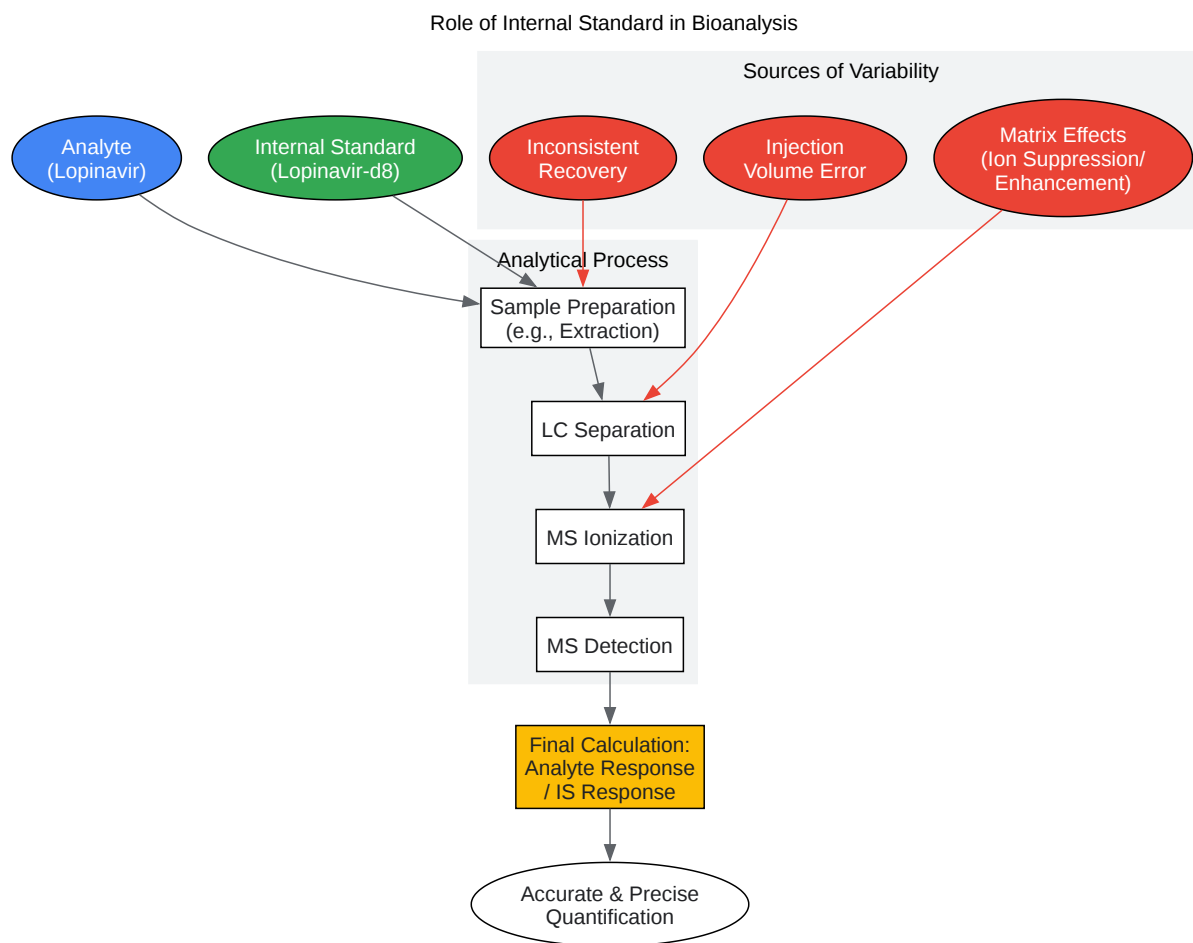 Role of Internal Standard in Bioanalysis
Sources of Variability
Analyte
(Lopinavir)
Internal Standard
(Lopinavir-d8)
Inconsistent
Recovery
Injection
Volume Error
Matrix Effects
(Ion Suppression/
Enhancement)
Analytical Process
Sample Preparation
(e.g., Extraction)
LC Separation
MS Ionization
MS Detection
Final Calculation:
Analyte Response
/ IS Response
Accurate & Precise
Quantification